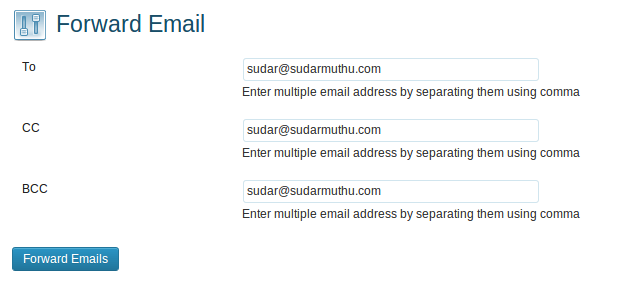 Forward Email
To
sudar@sudarmuthu.com
Enter multiple email address by separating them using comma
CC
sudar@sudarmuthu.com
Enter multiple email address by separating them using comma
BCC
sudar@sudarmuthu.com
Enter multiple email address by separating them using comma
Forward Emails